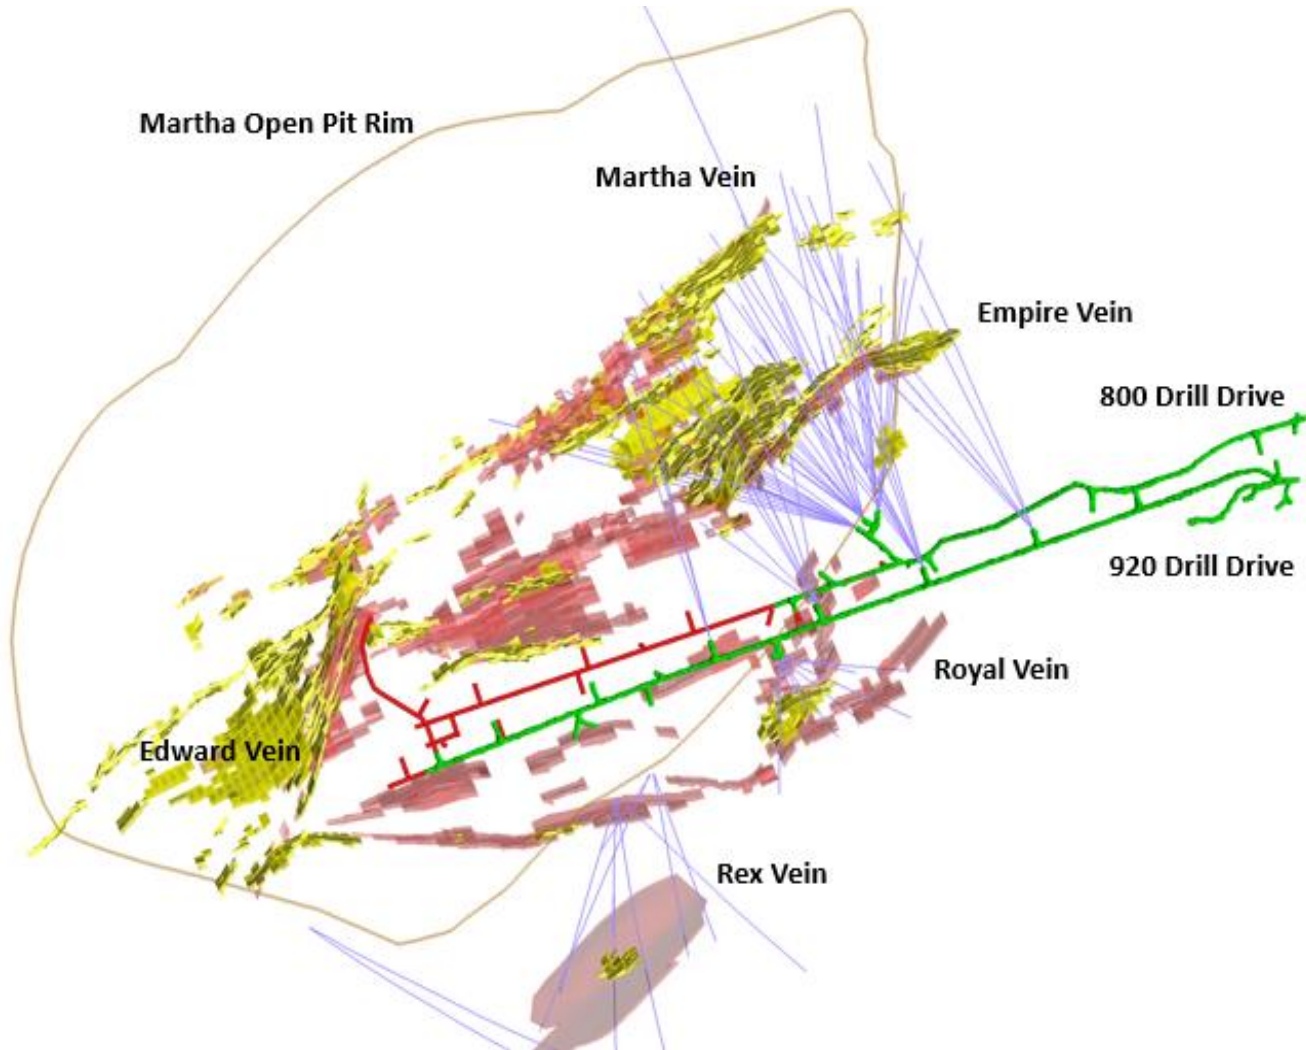 Martha Open Pit Rim
Martha Vein
Empire Vein
800 Drill Drive
920 Drill Drive
Royal Vein
Edward Vein
Rex Vein